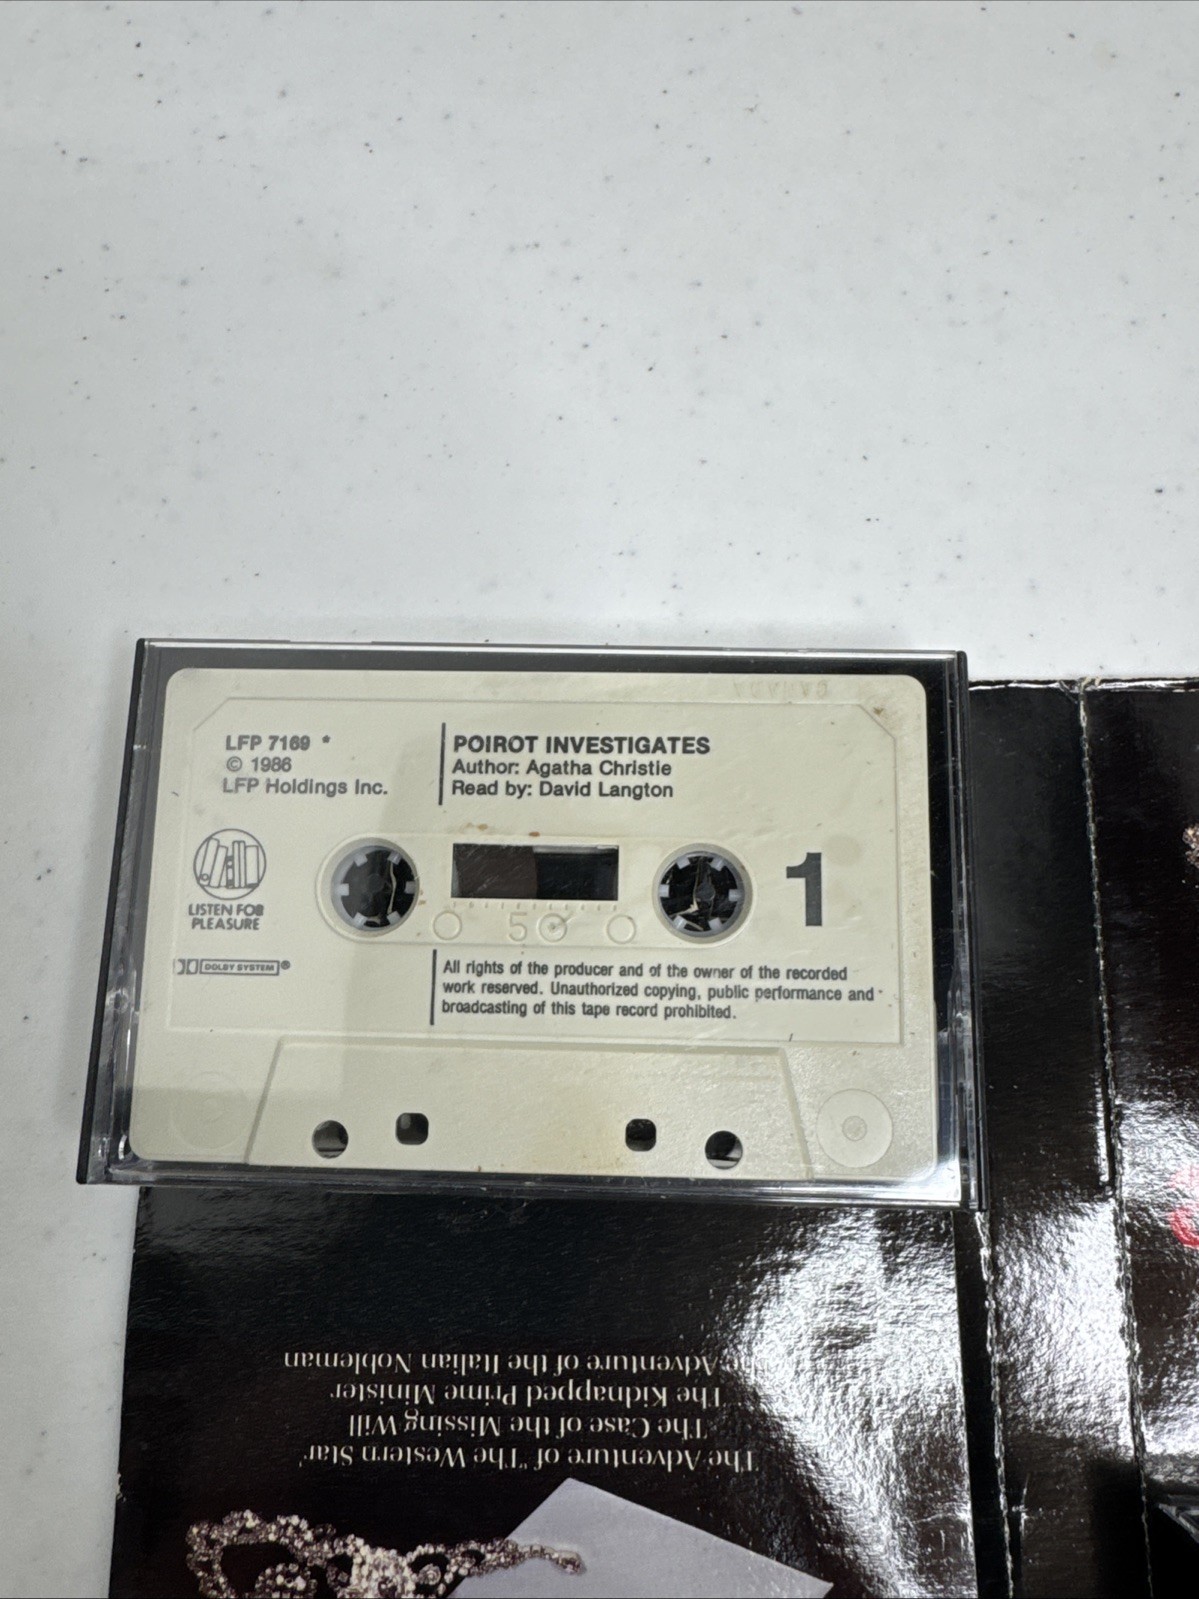 CANADA
LFP 7169 *
© 1986
LFP Holdings Inc.
POIROT INVESTIGATES
Author: Agatha Christie
Read by: David Langton
LISTEN FOR
PLEASURE
DOLBY SYSTEM ®
50
1
All rights of the producer and of the owner of the recorded
work reserved. Unauthorized copying, public performance and
broadcasting of this tape record prohibited.
The Adventure of 'The Western Star'
The Case of the Missing Will
The Kidnapped Prime Minister
The Adventure of the Italian Nobleman